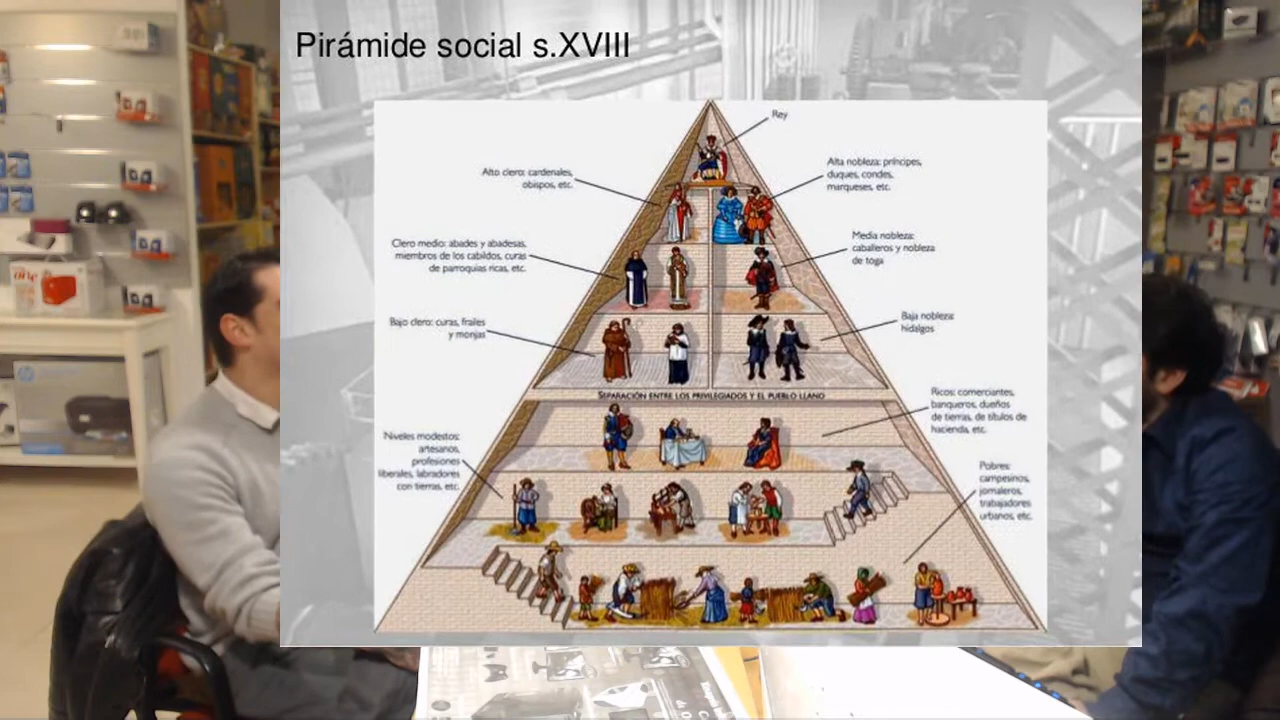 Pirámide social s.XVIII
Rey
Alto clero: cardenales,
obispos, etc.
Alta nobleza: príncipes,
duques, condes,
marqueses, etc.
Clero medio: abades y abadesas,
miembros de los cabildos, curas
de parroquias ricas, etc.
Media nobleza:
caballeros y nobleza
de toga
Bajo clero: curas, frailes
y monjas
Baja nobleza:
hidalgos
SEPARACIÓN ENTRE LOS PRIVILEGIADOS Y EL PUEBLO LLANO
Ricos: comerciantes,
banqueros, dueños
de tierras, de títulos de
hacienda, etc.
Niveles modestos:
artesanos,
profesiones
liberales, labradores
con tierras, etc.
Pobres:
campesinos,
jornaleros,
trabajadores
urbanos, etc.
hp